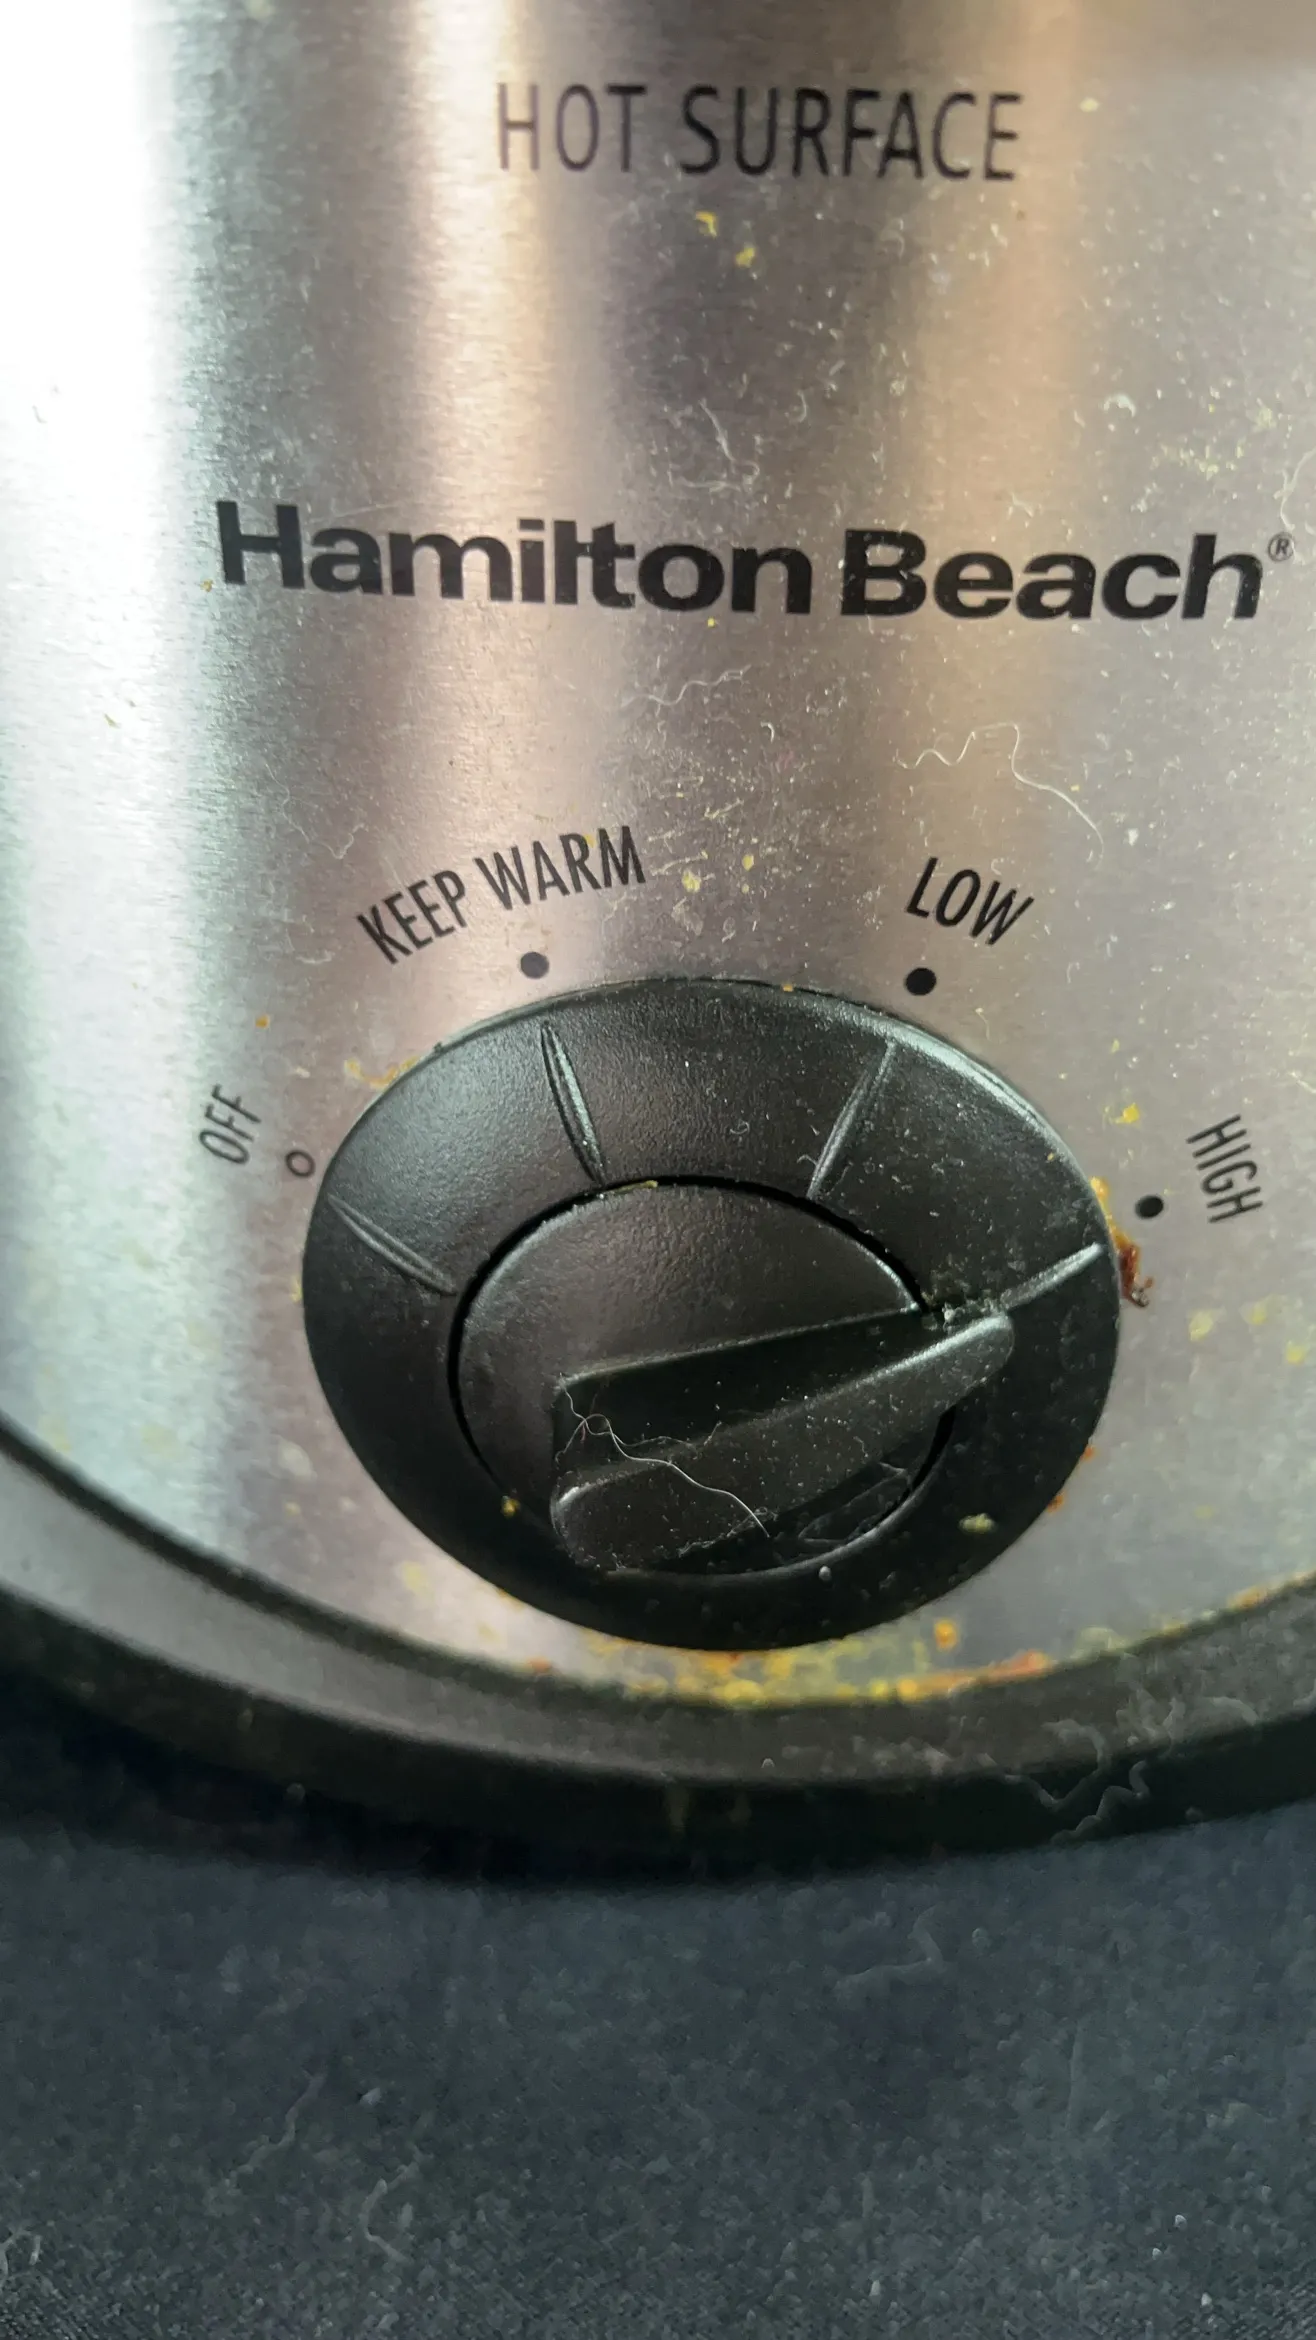 HOT SURFACE
Hamilton Beach®
KEEP WARM
LOW
OFF
HIGH